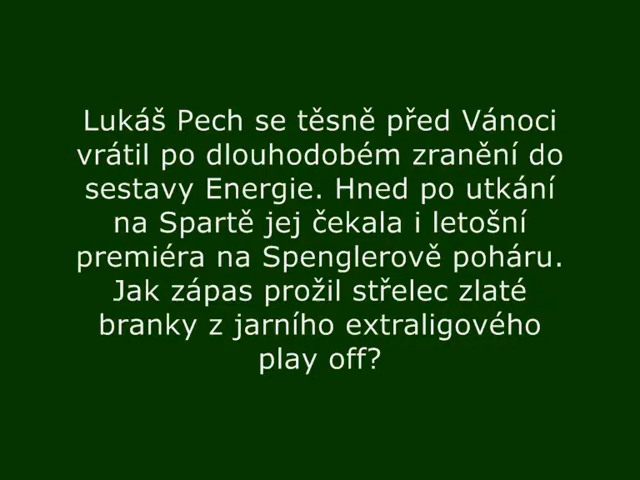 Lukáš Pech se těsně před Vánoci
vrátil po dlouhodobém zranění do
sestavy Energie. Hned po utkání
na Spartě jej čekala i letošní
premiéra na Spenglerově poháru.
Jak zápas prožil střelec zlaté
branky z jarního extraligového
play off?